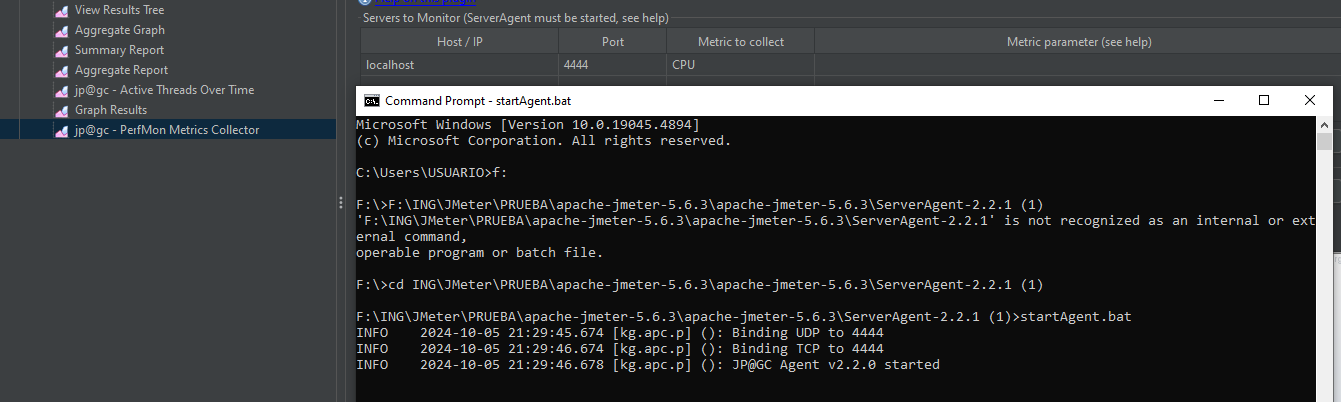 View Results Tree
Help on this plugin
Aggregate Graph
Servers to Monitor (ServerAgent must be started, see help)
Summary Report
Host / IP Port Metric to collect Metric parameter (see help)
Aggregate Report
localhost 4444 CPU
jp@gc - Active Threads Over Time
Graph Results
jp@gc - PerfMon Metrics Collector
Command Prompt - startAgent.bat
Microsoft Windows [Version 10.0.19045.4894]
(c) Microsoft Corporation. All rights reserved.
C:\Users\USUARIO>f:
F:\>F:\ING\JMeter\PRUEBA\apache-jmeter-5.6.3\apache-jmeter-5.6.3\ServerAgent-2.2.1 (1)
'F:\ING\JMeter\PRUEBA\apache-jmeter-5.6.3\apache-jmeter-5.6.3\ServerAgent-2.2.1' is not recognized as an internal or ext
ernal command,
operable program or batch file.
F:\>cd ING\JMeter\PRUEBA\apache-jmeter-5.6.3\apache-jmeter-5.6.3\ServerAgent-2.2.1 (1)
F:\ING\JMeter\PRUEBA\apache-jmeter-5.6.3\apache-jmeter-5.6.3\ServerAgent-2.2.1 (1)>startAgent.bat
INFO 2024-10-05 21:29:45.674 [kg.apc.p] (): Binding UDP to 4444
INFO 2024-10-05 21:29:46.674 [kg.apc.p] (): Binding TCP to 4444
INFO 2024-10-05 21:29:46.678 [kg.apc.p] (): JP@GC Agent v2.2.0 started